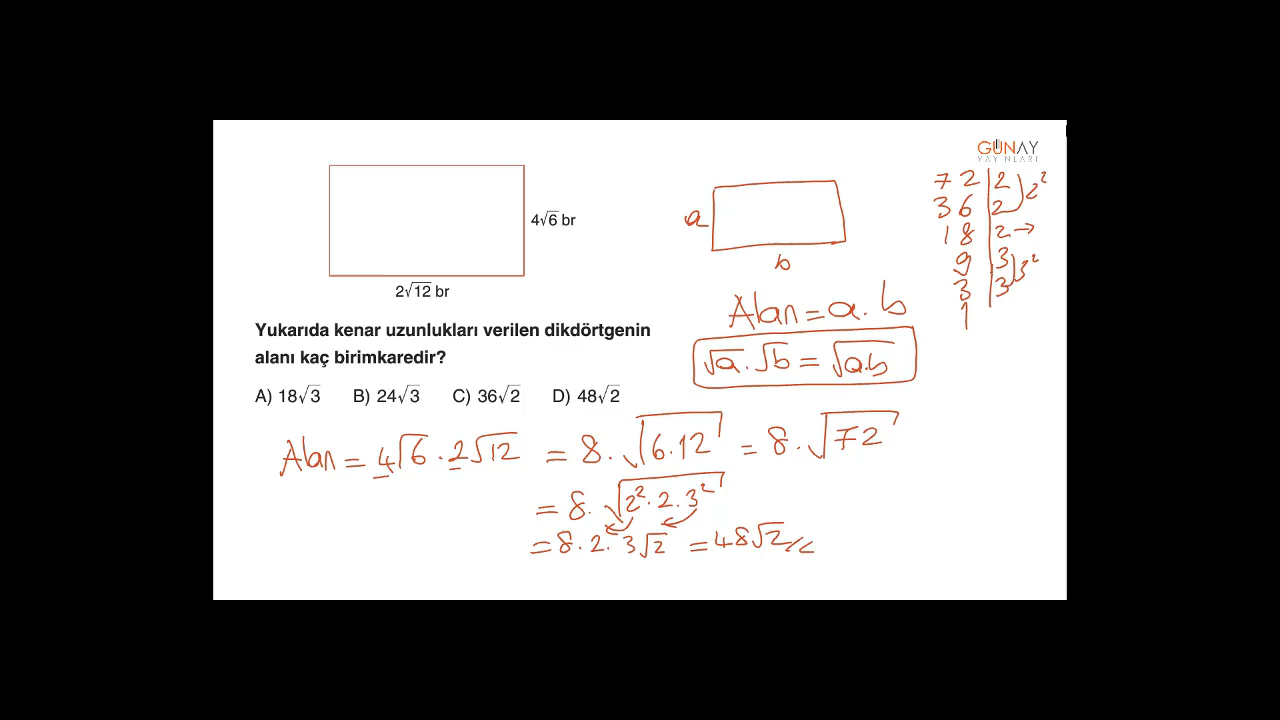 GÜNAY
YAYINLARI
4√6 br
2√12 br
Yukarıda kenar uzunlukları verilen dikdörtgenin
alanı kaç birimkaredir?
A) 18√3 B) 24√3 C) 36√2 D) 48√2
a
b
Alan = a.b
√a . √b = √a.b
72 | 2
36 | 2 2²
18 | 2 →
9 | 3
3 | 3 3²
1
Alan = 4√6 . 2√12 = 8 . √6.12 = 8 . √72
= 8 . √2² . 2 . 3²
= 8 . 2 . 3√2 = 48√2 //